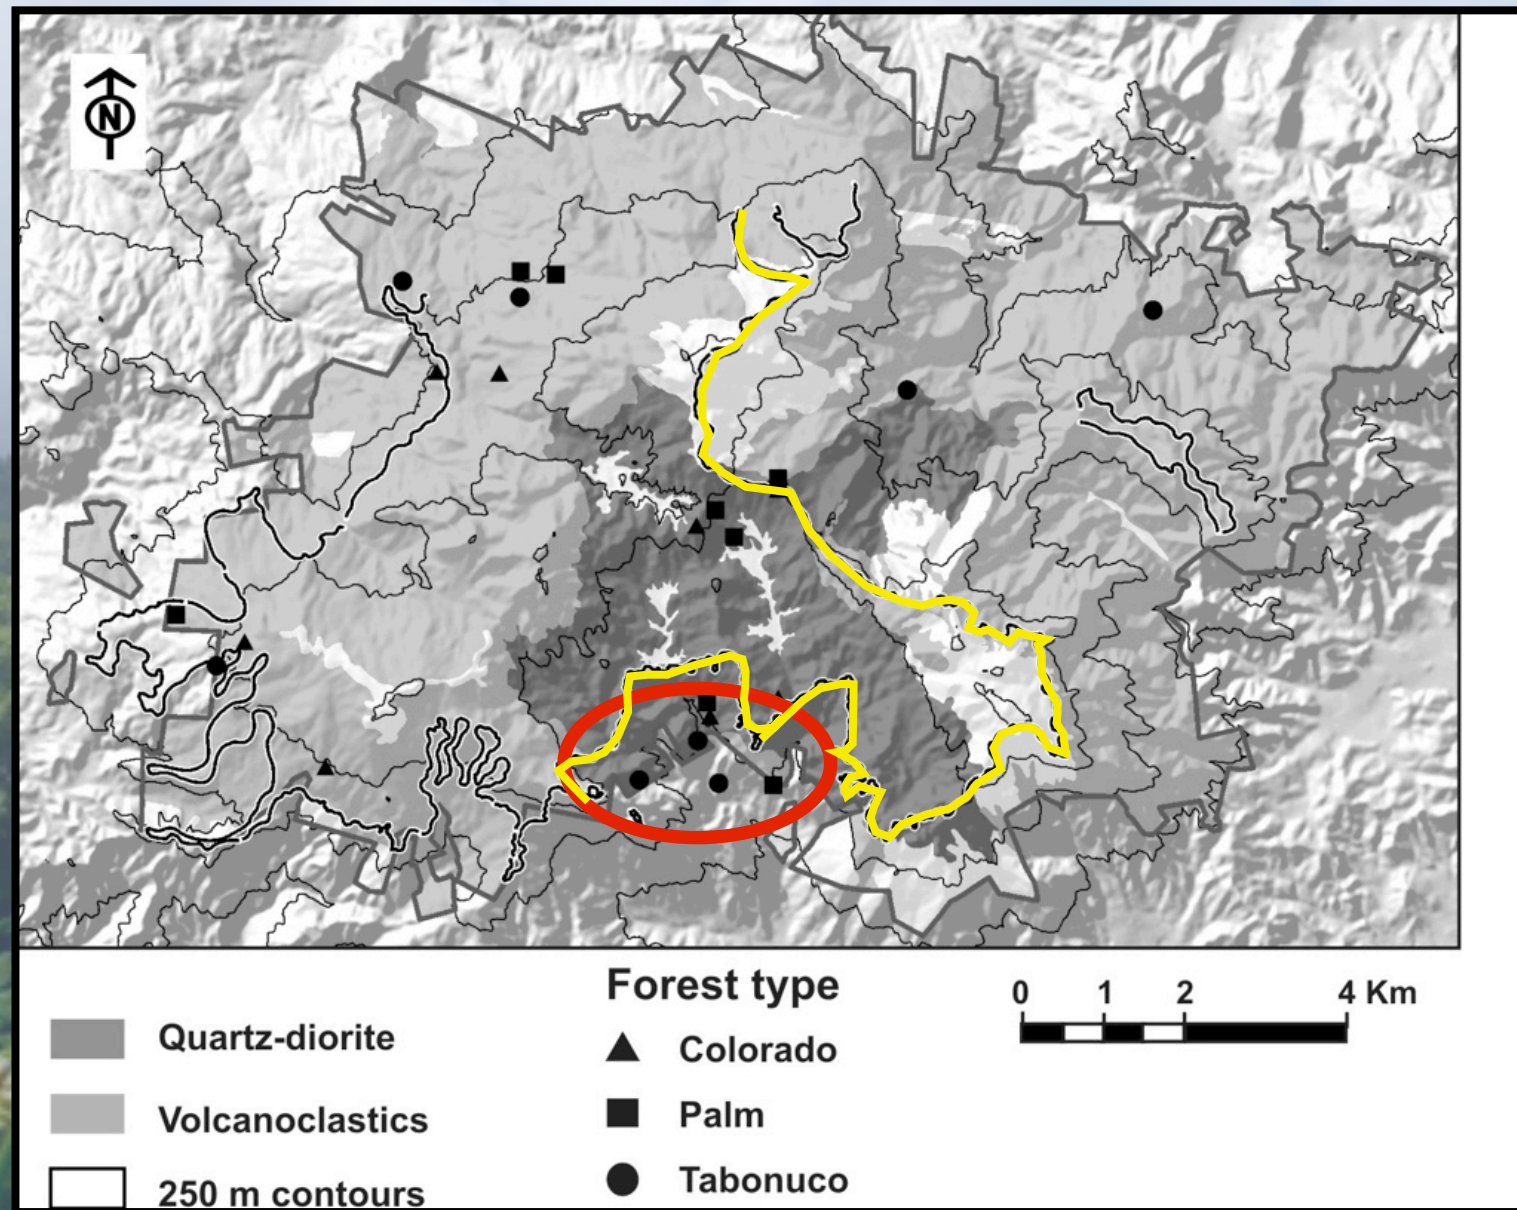 N
Quartz-diorite
Volcanoclastics
250 m contours
Forest type
Colorado
Palm
Tabonuco
0 1 2 4 Km